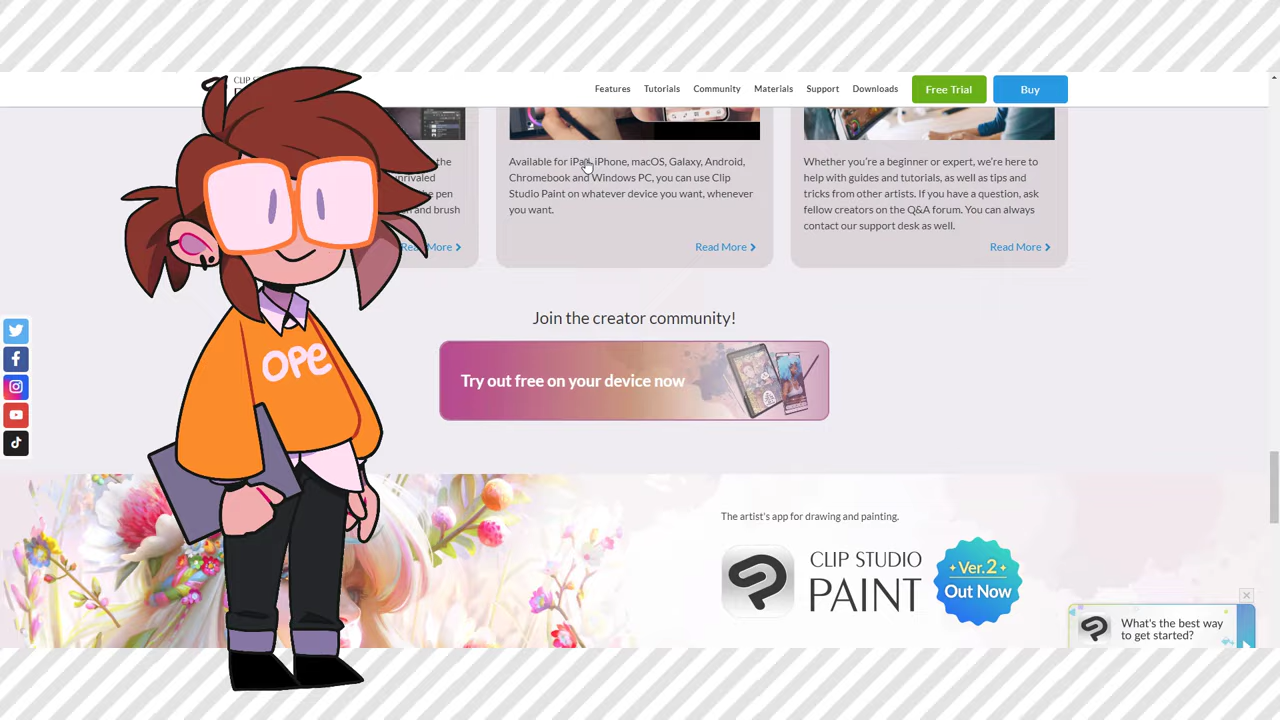 CLIP
Features Tutorials Community Materials Support Downloads Free Trial Buy
the
unrivaled
the pen
and brush
Read More
Available for iPad, iPhone, macOS, Galaxy, Android,
Chromebook and Windows PC, you can use Clip
Studio Paint on whatever device you want, whenever
you want.
Read More
Whether you're a beginner or expert, we're here to
help with guides and tutorials, as well as tips and
tricks from other artists. If you have a question, ask
fellow creators on the Q&A forum. You can always
contact our support desk as well.
Read More
Join the creator community!
Try out free on your device now
OPE
The artist's app for drawing and painting.
CLIP STUDIO
PAINT
Ver.2
Out Now
What's the best way
to get started?